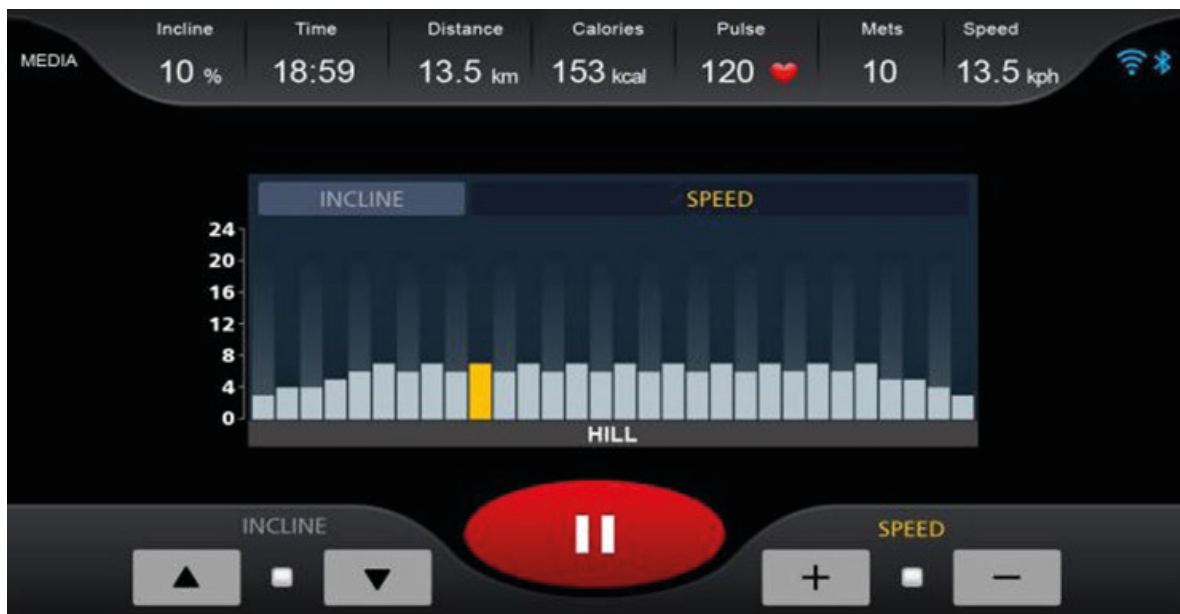 Incline Time Distance Calories Pulse Mets Speed
MEDIA
10 % 18:59 13.5 km 153 kcal 120 10 13.5 kph
INCLINE SPEED
24
20
16
12
8
4
0
HILL
INCLINE SPEED
+ −